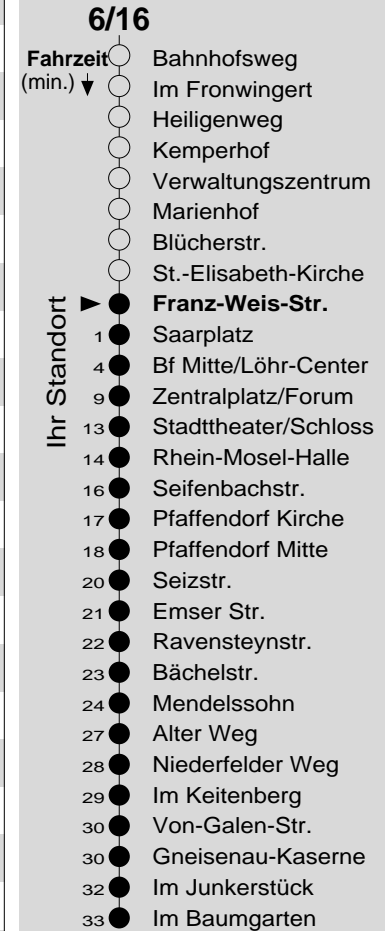 6/16
Fahrzeit Bahnhofsweg
(min.) Im Fronwingert
Heiligenweg
Kemperhof
Verwaltungszentrum
Marienhof
Blücherstr.
St.-Elisabeth-Kirche
Ihr Standort
Franz-Weis-Str.
1 Saarplatz
4 Bf Mitte/Löhr-Center
9 Zentralplatz/Forum
13 Stadttheater/Schloss
14 Rhein-Mosel-Halle
16 Seifenbachstr.
17 Pfaffendorf Kirche
18 Pfaffendorf Mitte
20 Seizstr.
21 Emser Str.
22 Ravensteynstr.
23 Bächelstr.
24 Mendelssohn
27 Alter Weg
28 Niederfelder Weg
29 Im Keitenberg
30 Von-Galen-Str.
30 Gneisenau-Kaserne
32 Im Junkerstück
33 Im Baumgarten